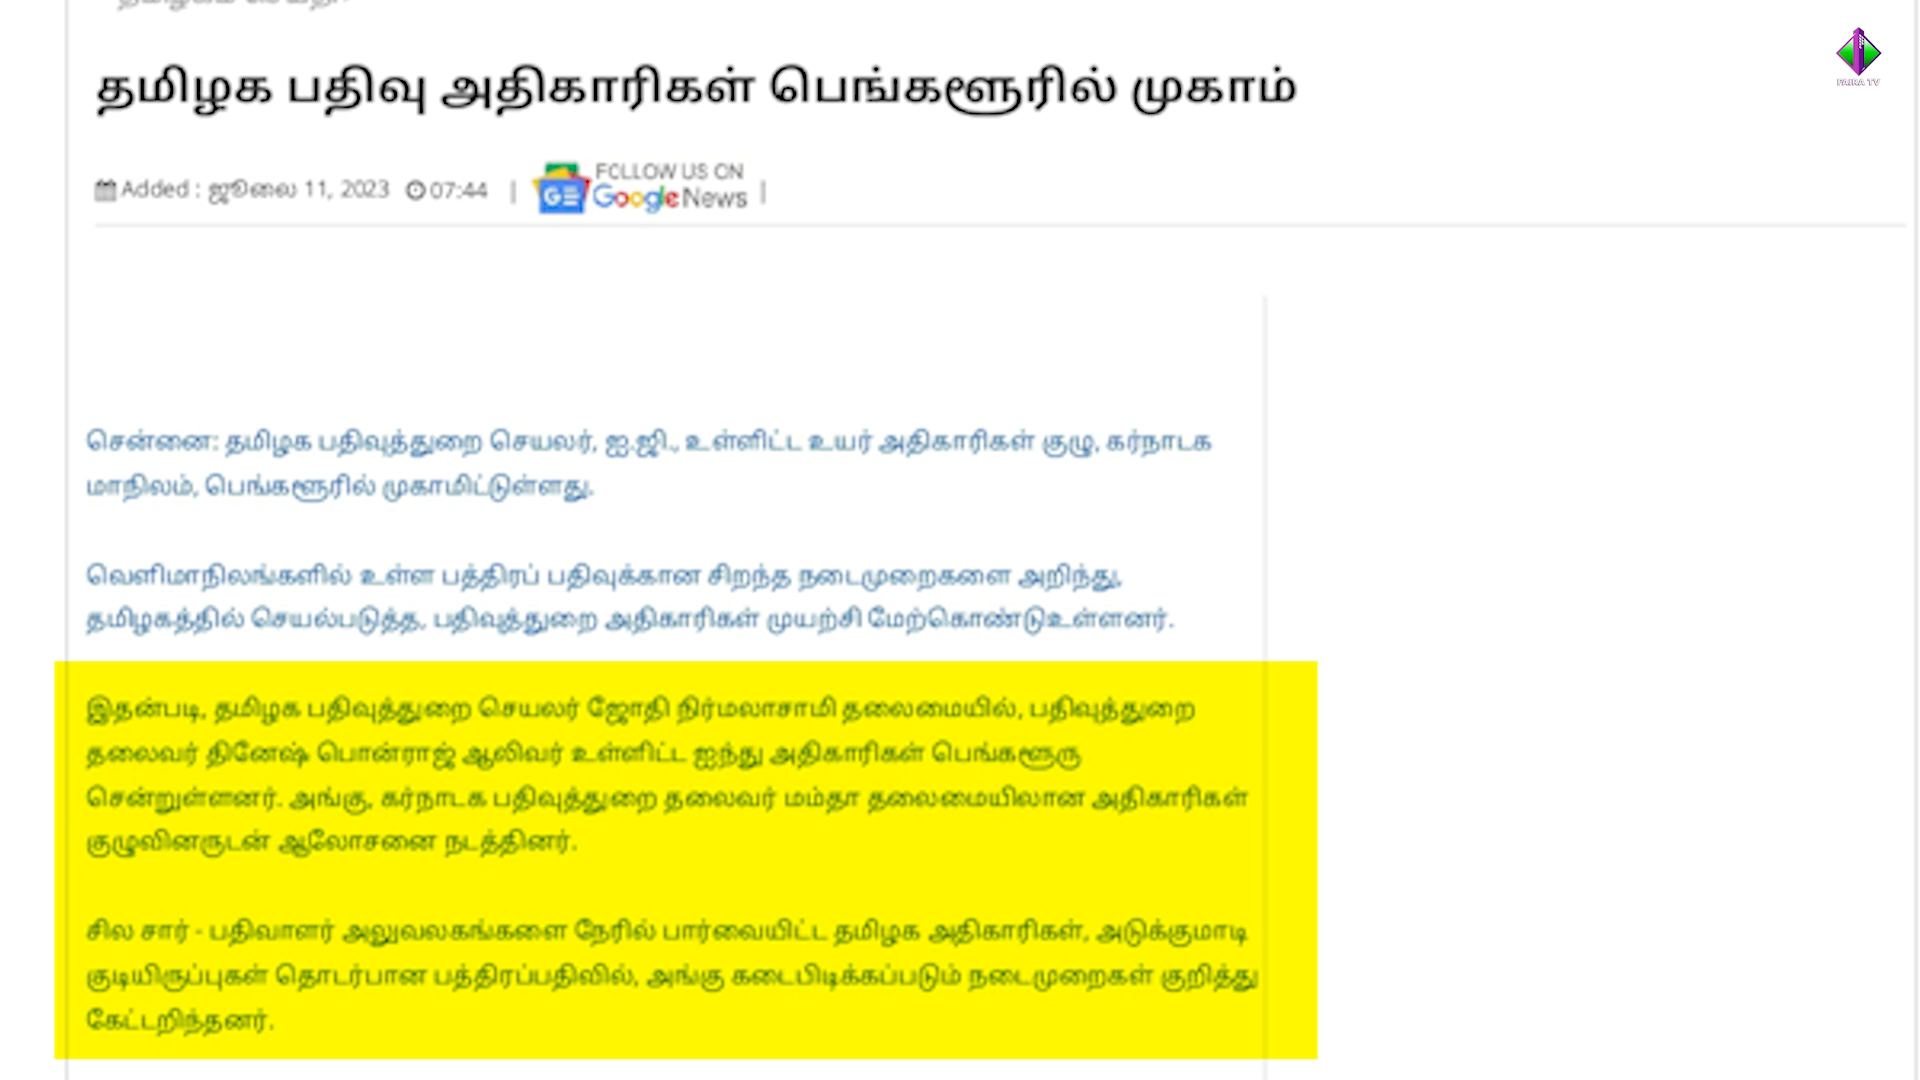 தமிழக பதிவு அதிகாரிகள் பெங்களூரில் முகாம்
FAIRA TV
Added : ஜூலை 11, 2023 07:44 | FOLLOW US ON Google News |
சென்னை: தமிழக பதிவுத்துறை செயலர், ஐ.ஜி., உள்ளிட்ட உயர் அதிகாரிகள் குழு, கர்நாடக
மாநிலம், பெங்களூரில் முகாமிட்டுள்ளது.
வெளிமாநிலங்களில் உள்ள பத்திரப் பதிவுக்கான சிறந்த நடைமுறைகளை அறிந்து,
தமிழகத்தில் செயல்படுத்த, பதிவுத்துறை அதிகாரிகள் முயற்சி மேற்கொண்டுஉள்ளனர்.
இதன்படி, தமிழக பதிவுத்துறை செயலர் ஜோதி நிர்மலாசாமி தலைமையில், பதிவுத்துறை
தலைவர் தினேஷ் பொன்ராஜ் ஆலிவர் உள்ளிட்ட ஐந்து அதிகாரிகள் பெங்களூரு
சென்றுள்ளனர். அங்கு, கர்நாடக பதிவுத்துறை தலைவர் மம்தா தலைமையிலான அதிகாரிகள்
குழுவினருடன் ஆலோசனை நடத்தினர்.
சில சார் - பதிவாளர் அலுவலகங்களை நேரில் பார்வையிட்ட தமிழக அதிகாரிகள், அடுக்குமாடி
குடியிருப்புகள் தொடர்பான பத்திரப்பதிவில், அங்கு கடைபிடிக்கப்படும் நடைமுறைகள் குறித்து
கேட்டறிந்தனர்.